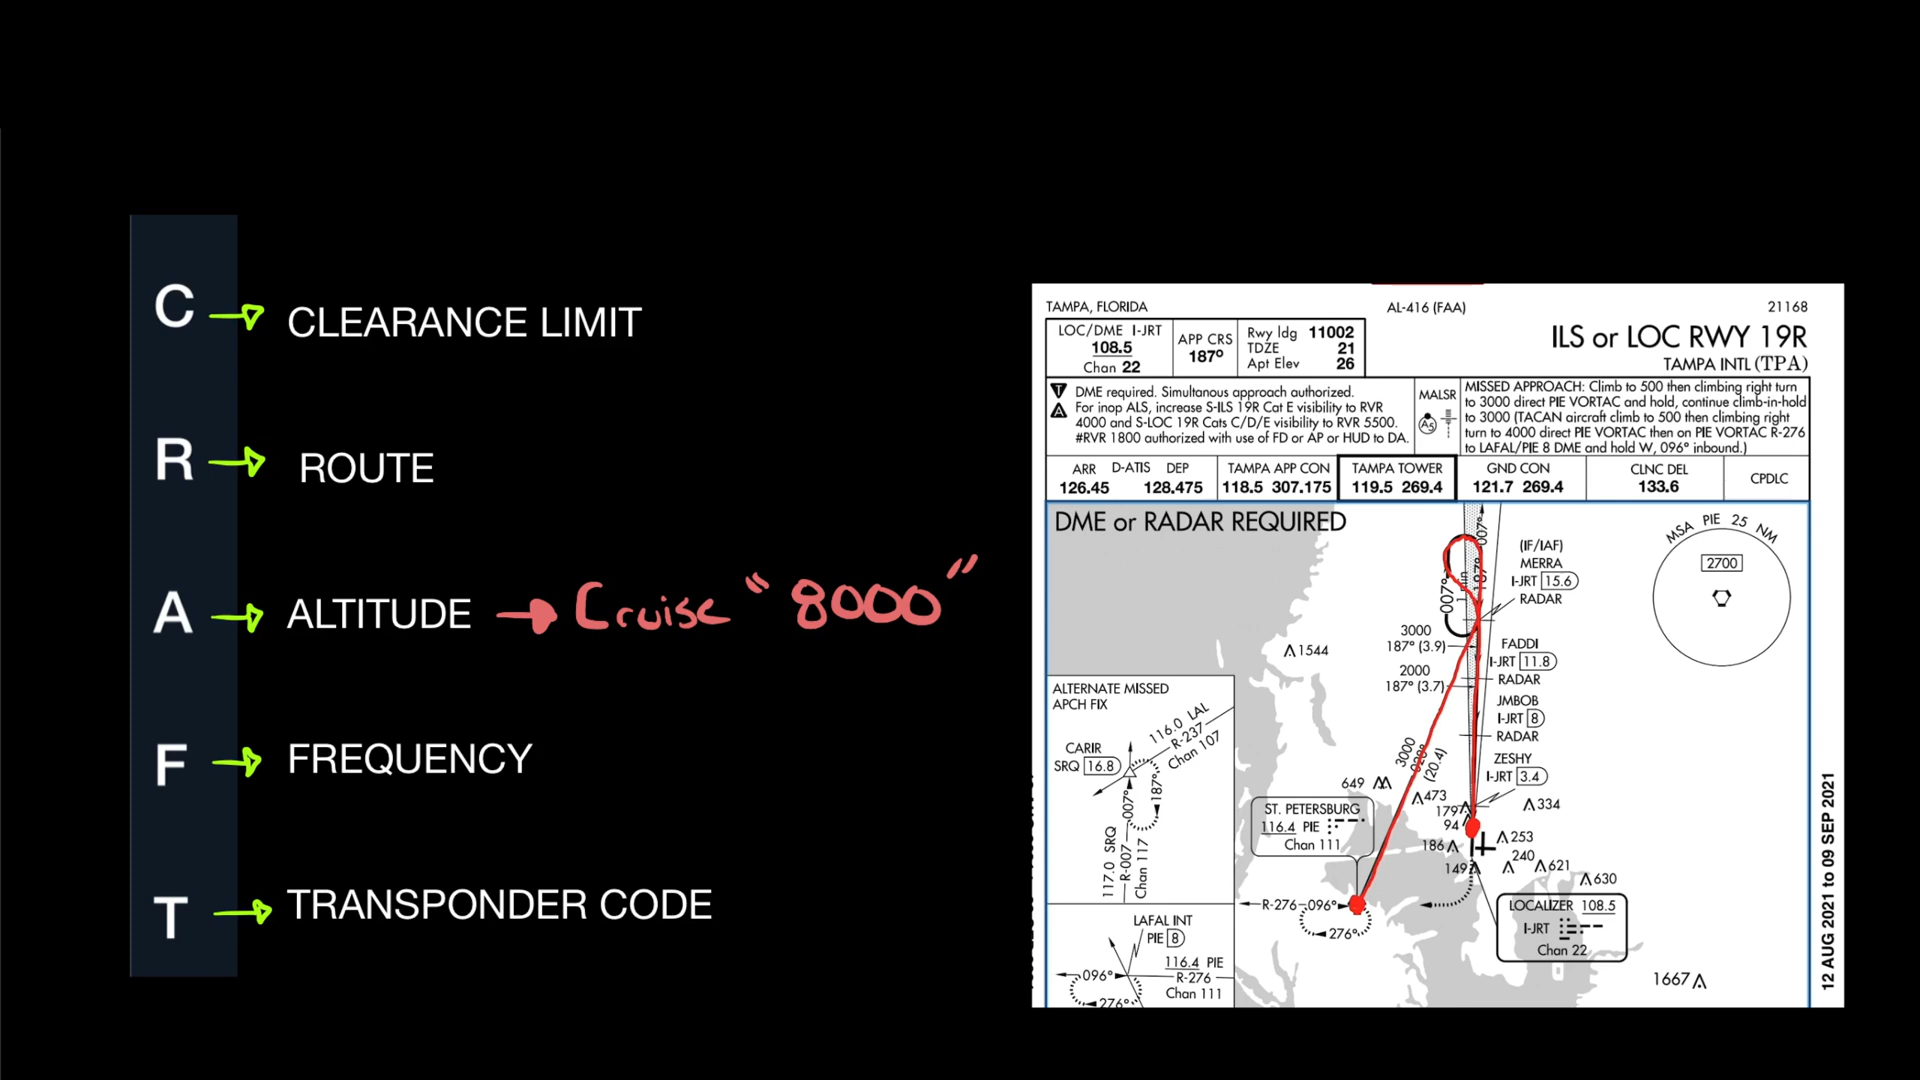 C → CLEARANCE LIMIT
R → ROUTE
A → ALTITUDE → Cruise "8000"
F → FREQUENCY
T → TRANSPONDER CODE
TAMPA, FLORIDA
AL-416 (FAA)
21168
LOC/DME I-JRT
108.5
Chan 22
APP CRS
187°
Rwy ldg 11002
TDZE 21
Apt Elev 26
ILS or LOC RWY 19R
TAMPA INTL (TPA)
T
A
DME required. Simultanous approach authorized.
For inop ALS, increase S-ILS 19R Cat E visibility to RVR
4000 and S-LOC 19R Cats C/D/E visibility to RVR 5500.
#RVR 1800 authorized with use of FD or AP or HUD to DA.
MALSR
A5
MISSED APPROACH: Climb to 500 then climbing right turn
to 3000 direct PIE VORTAC and hold, continue climb-in-hold
to 3000 (TACAN aircraft climb to 500 then climbing right
turn to 4000 direct PIE VORTAC then on PIE VORTAC R-276
to LAFAL/PIE 8 DME and hold W, 096° inbound.)
ARR D-ATIS DEP
126.45 128.475
TAMPA APP CON
118.5 307.175
TAMPA TOWER
119.5 269.4
GND CON
121.7 269.4
CLNC DEL
133.6
CPDLC
DME or RADAR REQUIRED
MSA PIE 25 NM
2700
007°
187°
007°
(IF/IAF)
MERRA
I-JRT 15.6
RADAR
3000
187° (3.9)
FADDI
I-JRT 11.8
RADAR
2000
187° (3.7)
JMBOB
I-JRT 8
RADAR
ZESHY
I-JRT 3.4
1544
3000
(20.4)
649
473
179
94
334
186
253
149
240
621
630
1667
ST. PETERSBURG
116.4 PIE
Chan 111
R-276
096°
276°
LOCALIZER 108.5
I-JRT
Chan 22
ALTERNATE MISSED
APCH FIX
CARIR
SRQ 16.8
116.0 LAL
R-237
Chan 107
007°
187°
117.0 SRQ
R-007
Chan 117
LAFAL INT
PIE 8
116.4 PIE
R-276
Chan 111
096°
276°
12 AUG 2021 to 09 SEP 2021